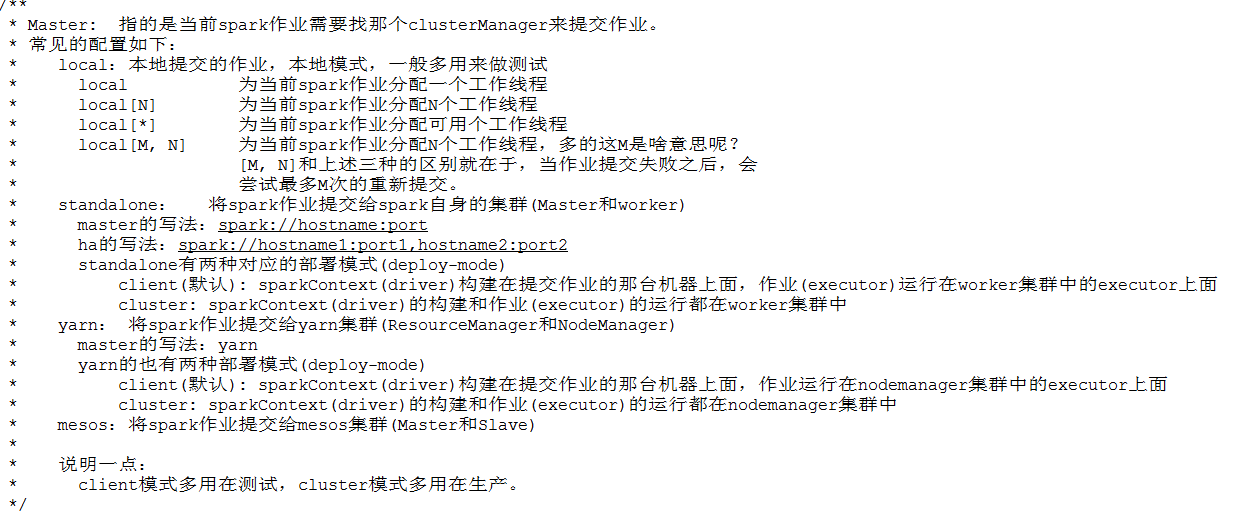 /**
* Master: 指的是当前spark作业需要找那个clusterManager来提交作业。
* 常见的配置如下:
* local: 本地提交的作业，本地模式，一般多用来做测试
* local 为当前spark作业分配一个工作线程
* local[N] 为当前spark作业分配N个工作线程
* local[*] 为当前spark作业分配可用个工作线程
* local[M, N] 为当前spark作业分配N个工作线程，多的这M是啥意思呢？
* [M, N]和上述三种的区别就在于，当作业提交失败之后，会
* 尝试最多M次的重新提交。
* standalone: 将spark作业提交给spark自身的集群(Master和worker)
* master的写法: spark://hostname:port
* ha的写法: spark://hostname1:port1,hostname2:port2
* standalone有两种对应的部署模式(deploy-mode)
* client(默认): sparkContext(driver)构建在提交作业的那台机器上面，作业(executor)运行在worker集群中的executor上面
* cluster: sparkContext(driver)的构建和作业(executor)的运行都在worker集群中
* yarn: 将spark作业提交给yarn集群(ResourceManager和NodeManager)
* master的写法: yarn
* yarn的也有两种部署模式(deploy-mode)
* client(默认): sparkContext(driver)构建在提交作业的那台机器上面，作业运行在nodemanager集群中的executor上面
* cluster: sparkContext(driver)的构建和作业(executor)的运行都在nodemanager集群中
* mesos: 将spark作业提交给mesos集群(Master和Slave)
*
* 说明一点:
* client模式多用在测试，cluster模式多用在生产。
*/